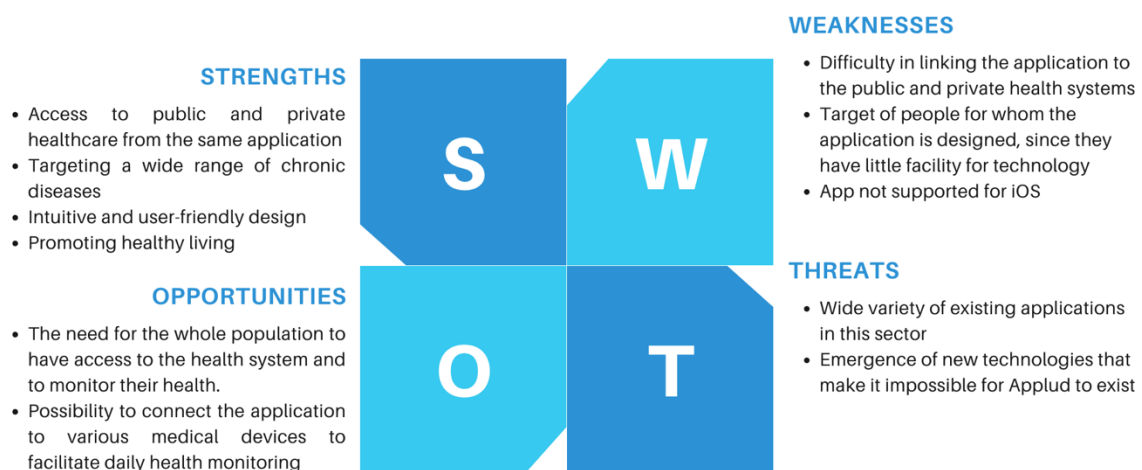 STRENGTHS
• Access to public and private
healthcare from the same application
• Targeting a wide range of chronic
diseases
• Intuitive and user-friendly design
• Promoting healthy living
S
W
WEAKNESSES
• Difficulty in linking the application to
the public and private health systems
• Target of people for whom the
application is designed, since they
have little facility for technology
• App not supported for iOS
OPPORTUNITIES
• The need for the whole population to
have access to the health system and
to monitor their health.
• Possibility to connect the application
to various medical devices to
facilitate daily health monitoring
O
T
THREATS
• Wide variety of existing applications
in this sector
• Emergence of new technologies that
make it impossible for Applud to exist